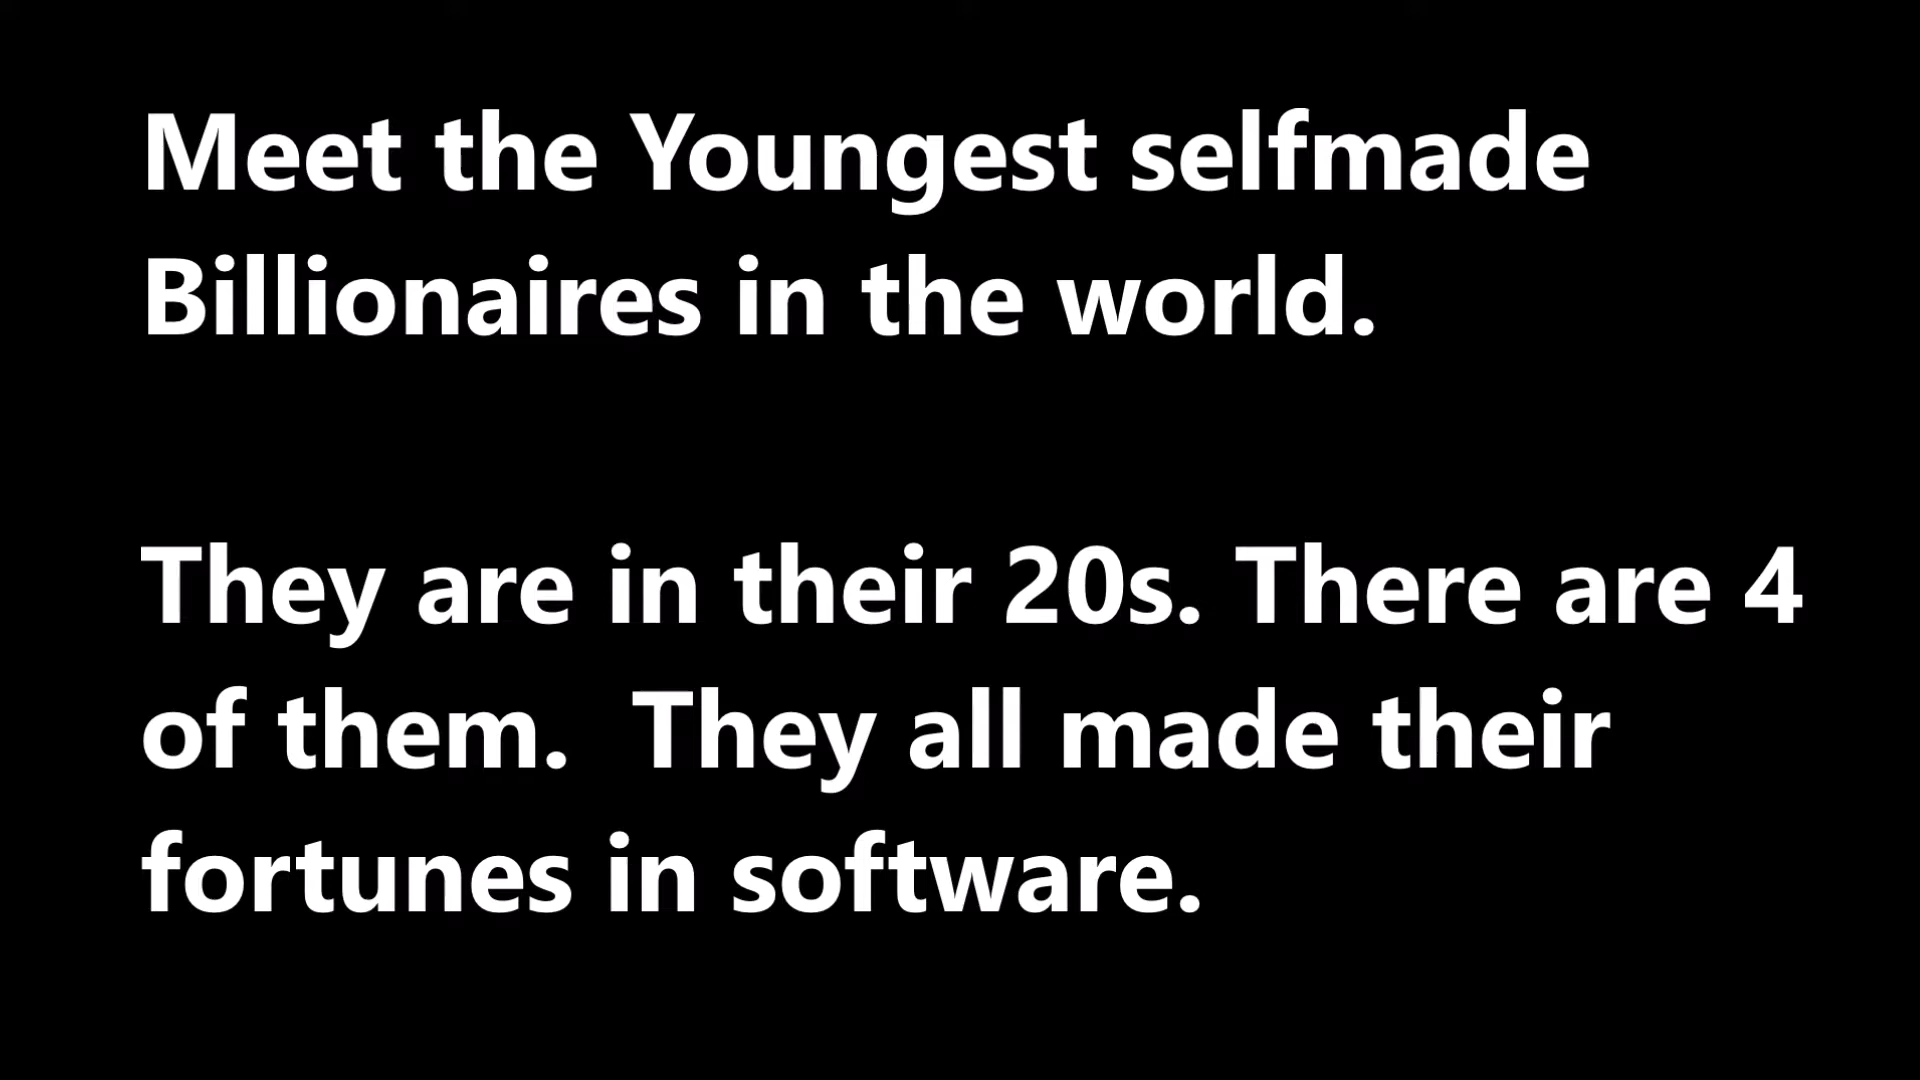 Meet the Youngest selfmade
Billionaires in the world.
They are in their 20s. There are 4
of them.  They all made their
fortunes in software.